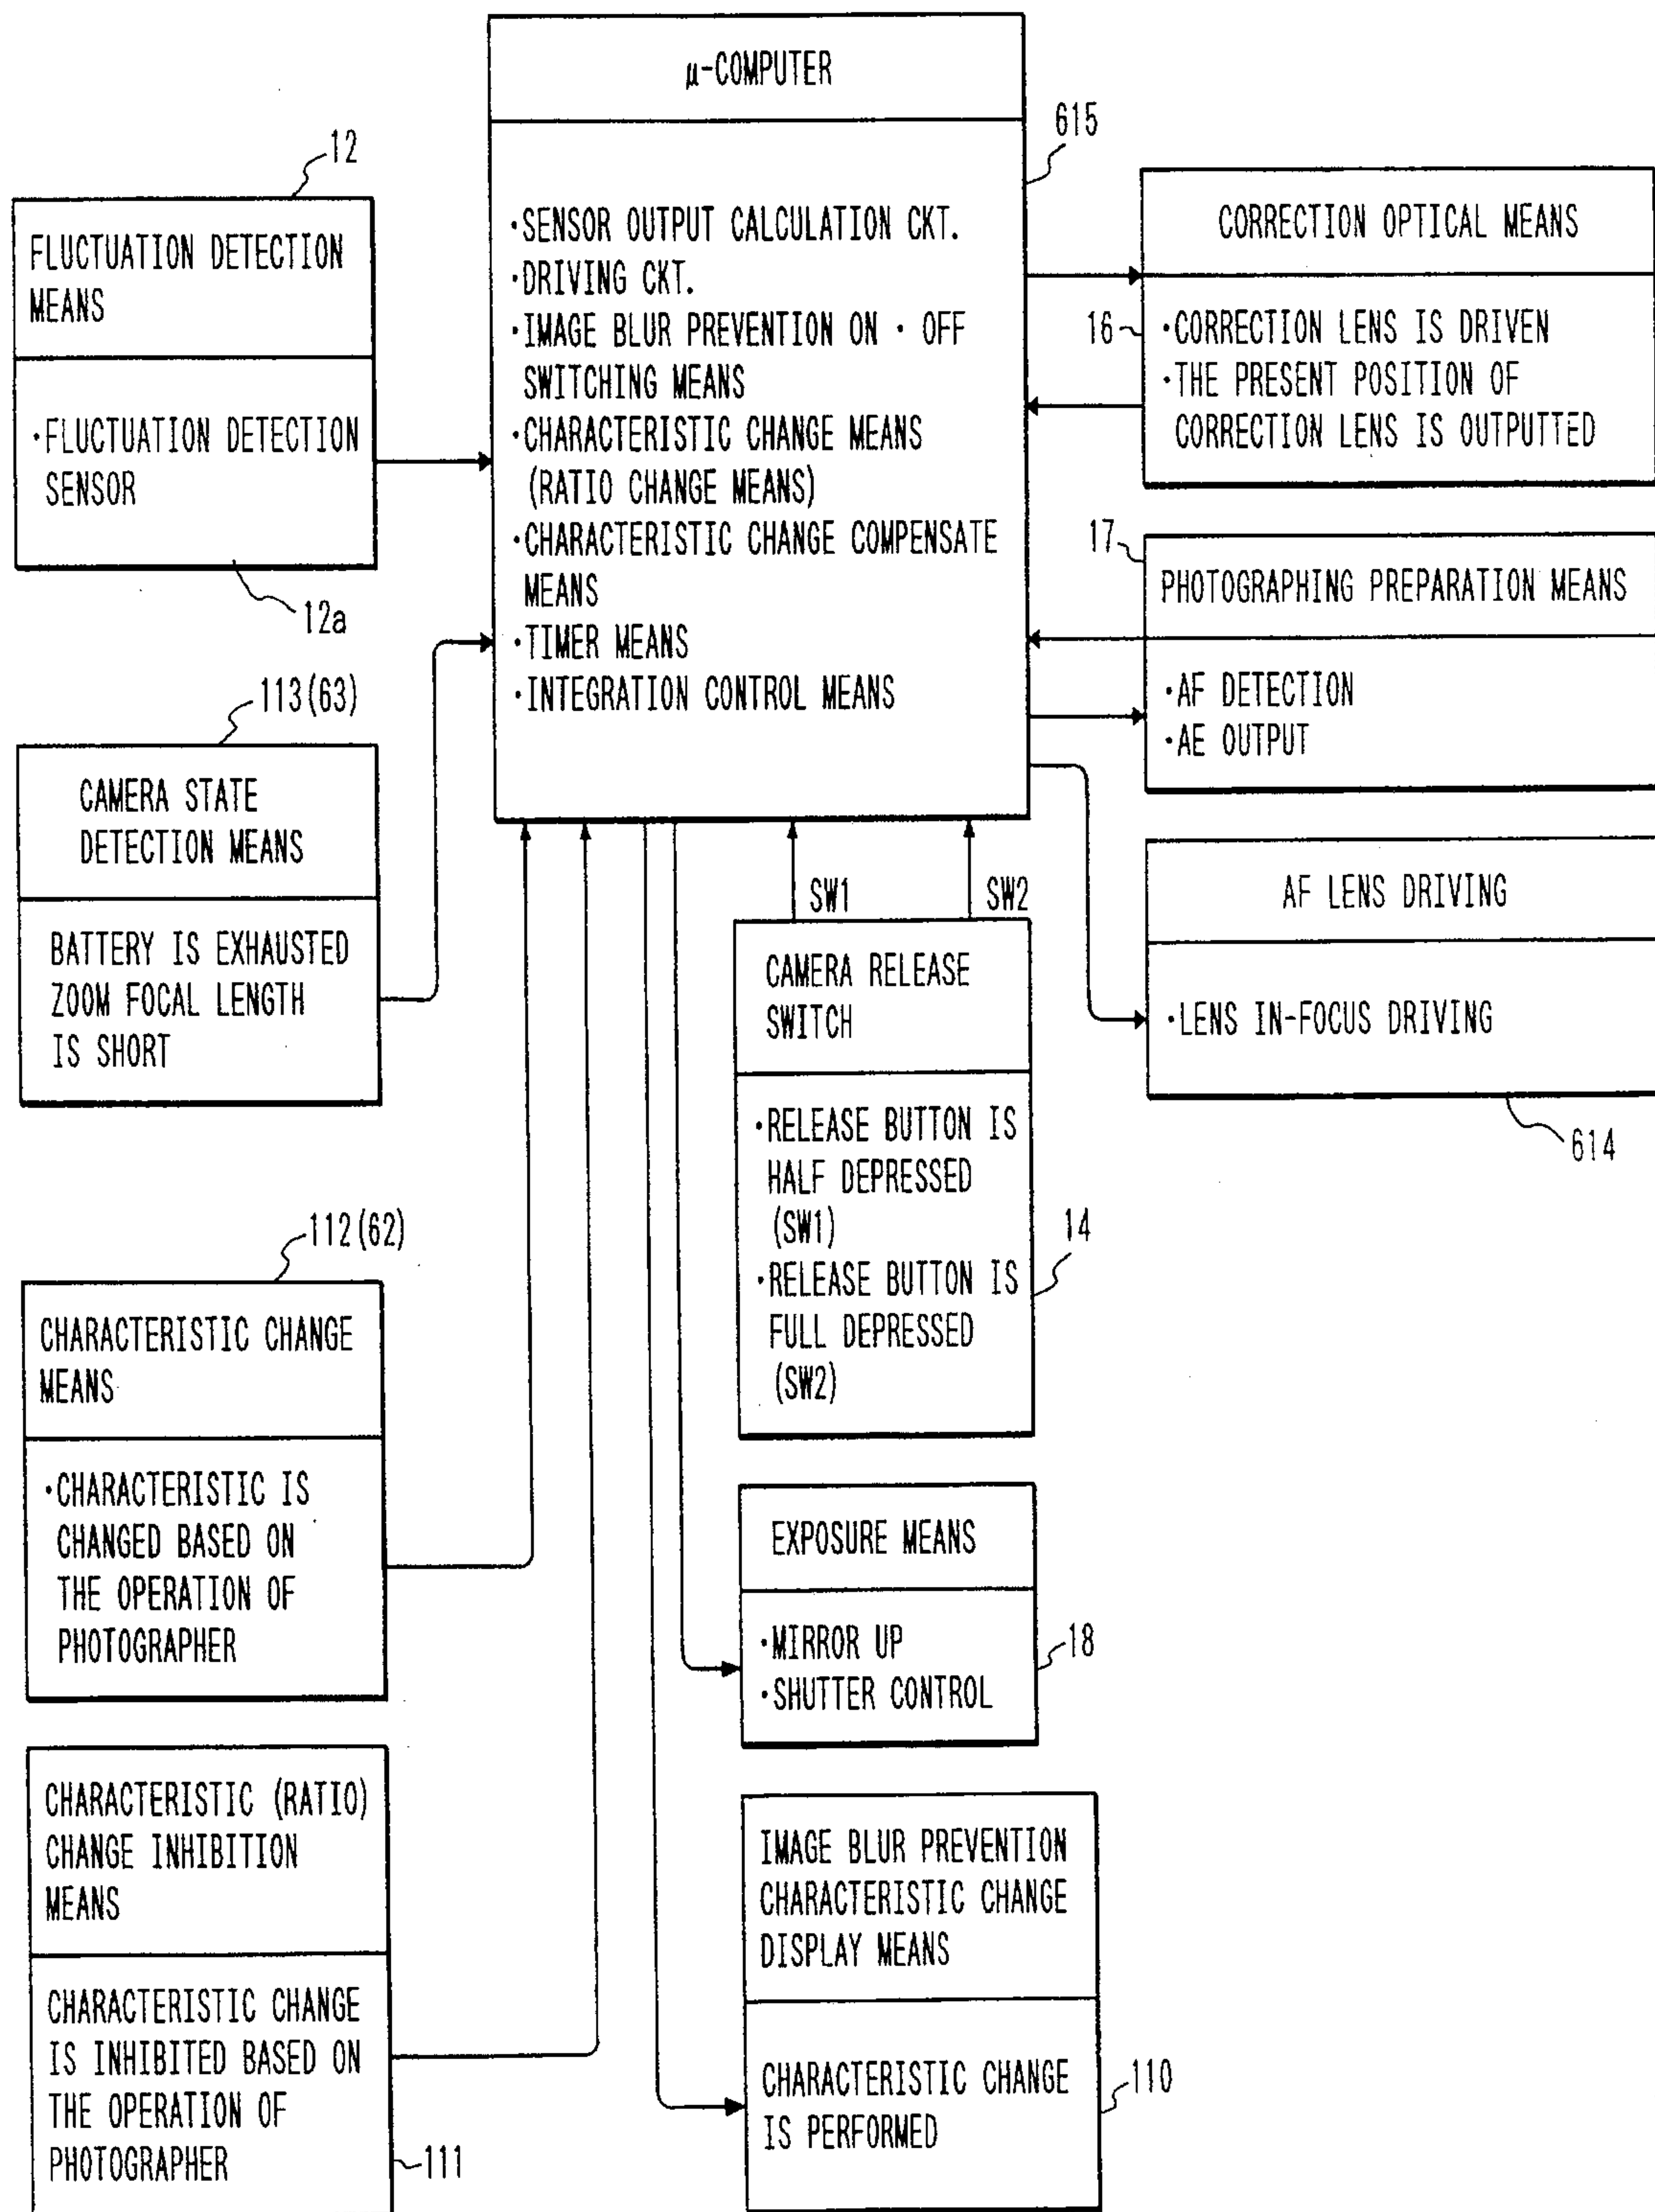 μ-COMPUTER
615
·SENSOR OUTPUT CALCULATION CKT.
·DRIVING CKT.
·IMAGE BLUR PREVENTION ON · OFF
SWITCHING MEANS
·CHARACTERISTIC CHANGE MEANS
(RATIO CHANGE MEANS)
·CHARACTERISTIC CHANGE COMPENSATE
MEANS
·TIMER MEANS
·INTEGRATION CONTROL MEANS
12
FLUCTUATION DETECTION
MEANS
·FLUCTUATION DETECTION
SENSOR
12a
113(63)
CAMERA STATE
DETECTION MEANS
BATTERY IS EXHAUSTED
ZOOM FOCAL LENGTH
IS SHORT
112(62)
CHARACTERISTIC CHANGE
MEANS
·CHARACTERISTIC IS
CHANGED BASED ON
THE OPERATION OF
PHOTOGRAPHER
CHARACTERISTIC (RATIO)
CHANGE INHIBITION
MEANS
CHARACTERISTIC CHANGE
IS INHIBITED BASED ON
THE OPERATION OF
PHOTOGRAPHER
111
CORRECTION OPTICAL MEANS
16
·CORRECTION LENS IS DRIVEN
·THE PRESENT POSITION OF
CORRECTION LENS IS OUTPUTTED
17
PHOTOGRAPHING PREPARATION MEANS
·AF DETECTION
·AE OUTPUT
AF LENS DRIVING
·LENS IN-FOCUS DRIVING
614
SW1
SW2
CAMERA RELEASE
SWITCH
·RELEASE BUTTON IS
HALF DEPRESSED
(SW1)
·RELEASE BUTTON IS
FULL DEPRESSED
(SW2)
14
EXPOSURE MEANS
·MIRROR UP
·SHUTTER CONTROL
18
IMAGE BLUR PREVENTION
CHARACTERISTIC CHANGE
DISPLAY MEANS
CHARACTERISTIC CHANGE
IS PERFORMED
110